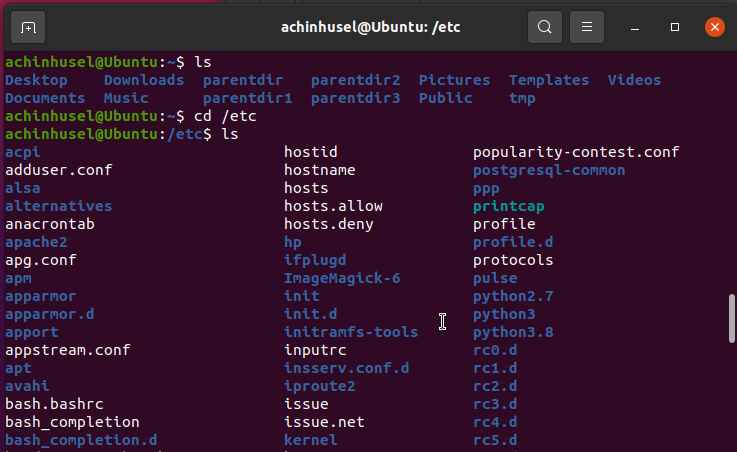 achinhusel@Ubuntu: /etc
achinhusel@Ubuntu:~$ ls
Desktop Downloads parentdir parentdir2 Pictures Templates Videos
Documents Music parentdir1 parentdir3 Public tmp
achinhusel@Ubuntu:~$ cd /etc
achinhusel@Ubuntu:/etc$ ls
acpi hostid popularity-contest.conf
adduser.conf hostname postgresql-common
alsa hosts ppp
alternatives hosts.allow printcap
anacrontab hosts.deny profile
apache2 hp profile.d
apg.conf ifplugd protocols
apm ImageMagick-6 pulse
apparmor init python2.7
apparmor.d init.d python3
apport initramfs-tools python3.8
appstream.conf inputrc rc0.d
apt insserv.conf.d rc1.d
avahi iproute2 rc2.d
bash.bashrc issue rc3.d
bash_completion issue.net rc4.d
bash_completion.d kernel rc5.d